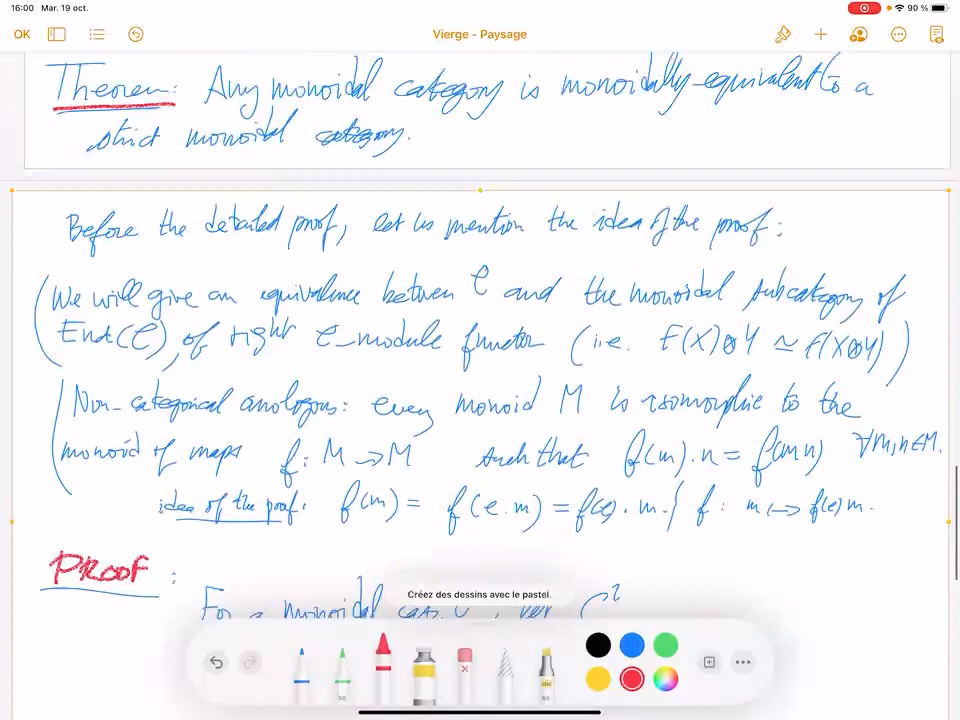 16:00 Mar. 19 oct. 90 %
OK Vierge – Paysage
Theorem: Any monoidal category is monoidally equivalent to a
strict monoidal category.
Before the detailed proof, let us mention the idea of the proof:
(We will give an equivalence between C and the monoidal subcategory of
End(C), of right C-module functor (i.e. F(X)⊗Y ≃ F(X⊗Y))
(Non-categorical analogous: every monoid M is isomorphic to the
monoid of maps f: M → M such that f(m).n = f(mn) ∀m,n∈M.
idea of the proof. f(m) = f(e.m) = f(e).m. } f: m ↦ f(e)m.
PROOF :
Créez des dessins avec le pastel.
For a monoidal
50
abc
80